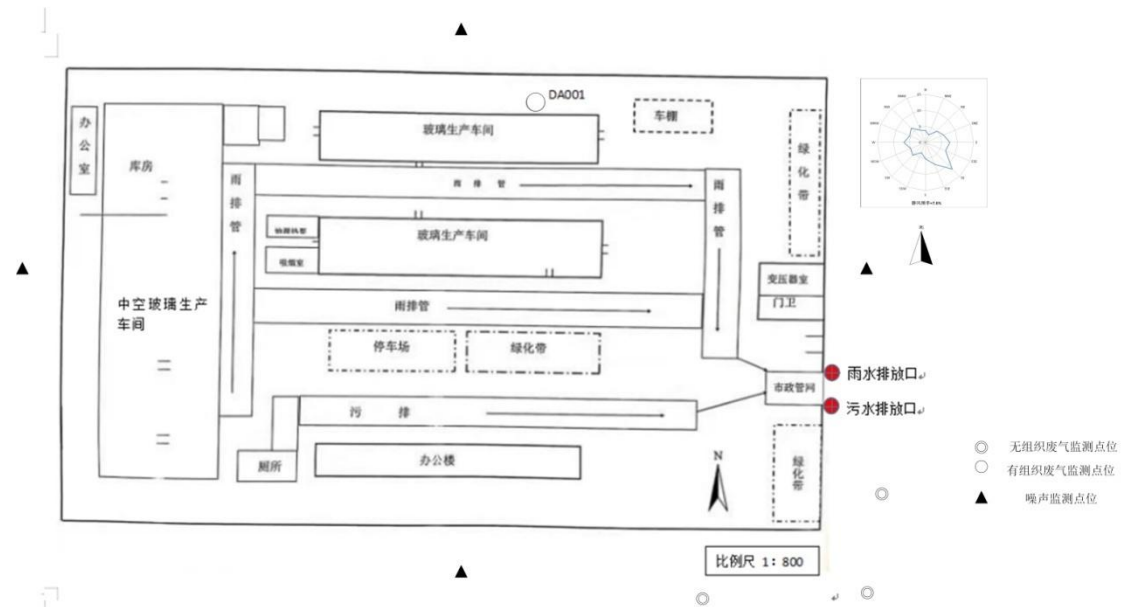 DA001
办公室
库房
玻璃生产车间
车棚
绿化带
雨排管
雨排管
雨排管
玻璃生产车间
吸烟室
变压器室
门卫
中空玻璃生产
车间
雨排管
停车场
绿化带
雨水排放口
市政管网
污水排放口
污 排
厕所
办公楼
绿化带
N
无组织废气监测点位
有组织废气监测点位
噪声监测点位
比例尺 1：800